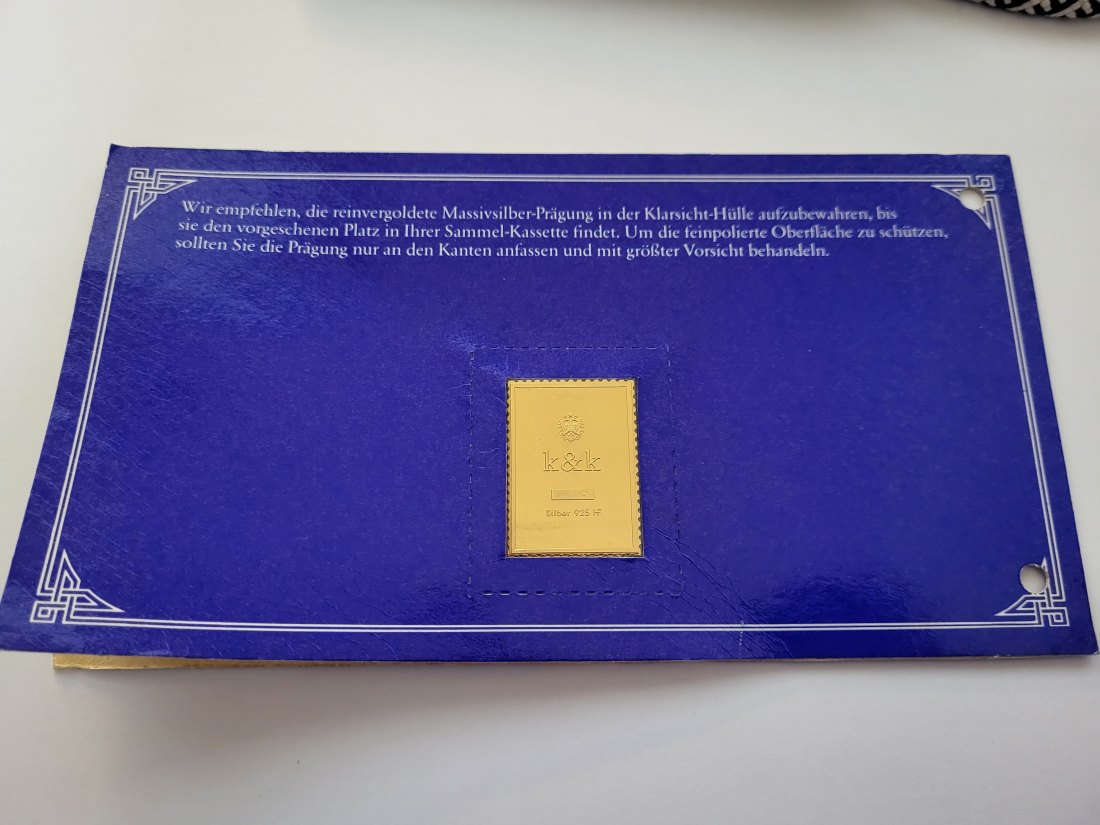 Wir empfehlen, die reinvergoldete Massivsilber-Prägung in der Klarsicht-Hülle aufzubewahren, bis
sie den vorgesehenen Platz in Ihrer Sammel-Kassette findet. Um die feinpolierte Oberfläche zu schützen,
sollten Sie die Prägung nur an den Kanten anfassen und mit größter Vorsicht behandeln.
k&k
Silber 925